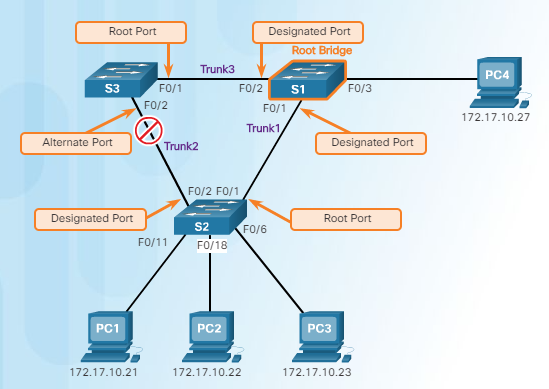 Root Port
Designated Port
Root Bridge
Trunk3
S3
F0/1
F0/2
S1
F0/3
PC4
F0/2
F0/1
172.17.10.27
Alternate Port
Trunk2
Trunk1
Designated Port
F0/2 F0/1
Designated Port
Root Port
S2
F0/6
F0/11
F0/18
PC1
PC2
PC3
172.17.10.21
172.17.10.22
172.17.10.23